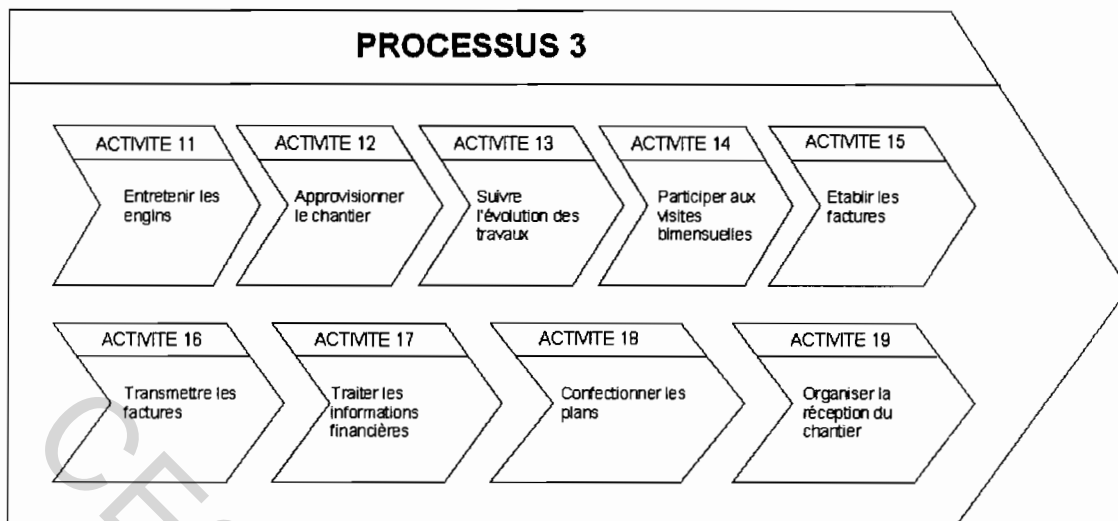 PROCESSUS 3
ACTIVITE 11
ACTIVITE 12
ACTIVITE 13
ACTIVITE 14
ACTIVITE 15
Entretenir les
engins
Approvisionner
le chantier
Suivre
l'évolution des
travaux
Participer aux
visites
bimensuelles
Etablir les
factures
ACTIVITE 16
ACTIVITE 17
ACTIVITE 18
ACTIVITE 19
Transmettre les
factures
Traiter les
informations
financières
Confectionner les
plans
Organiser la
réception du
chantier